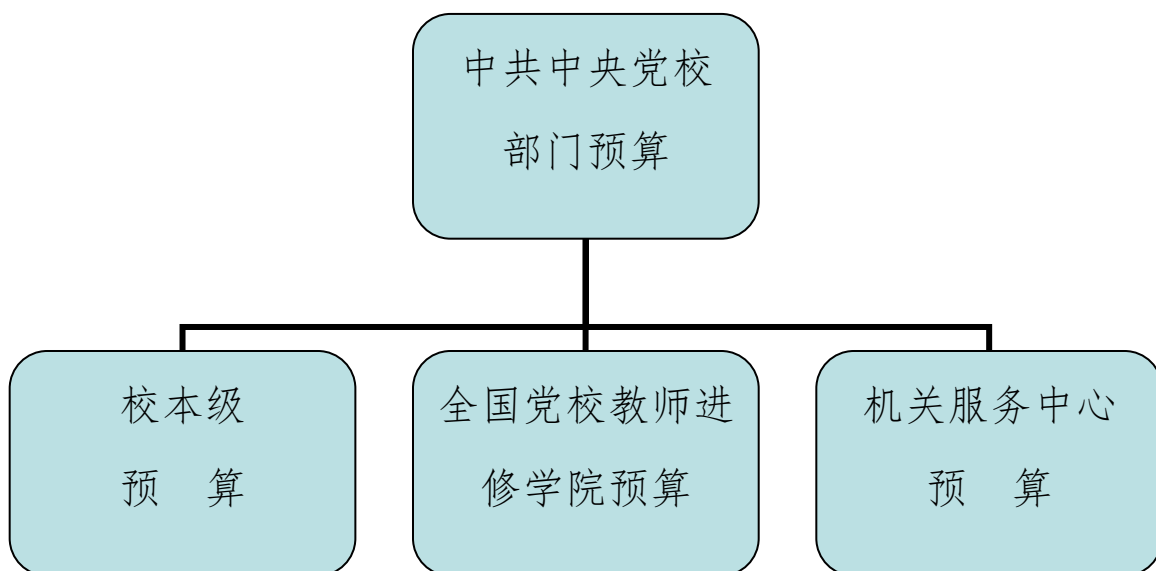 中共中央党校
部门预算
校本级
预　算
全国党校教师进
修学院预算
机关服务中心
预　算